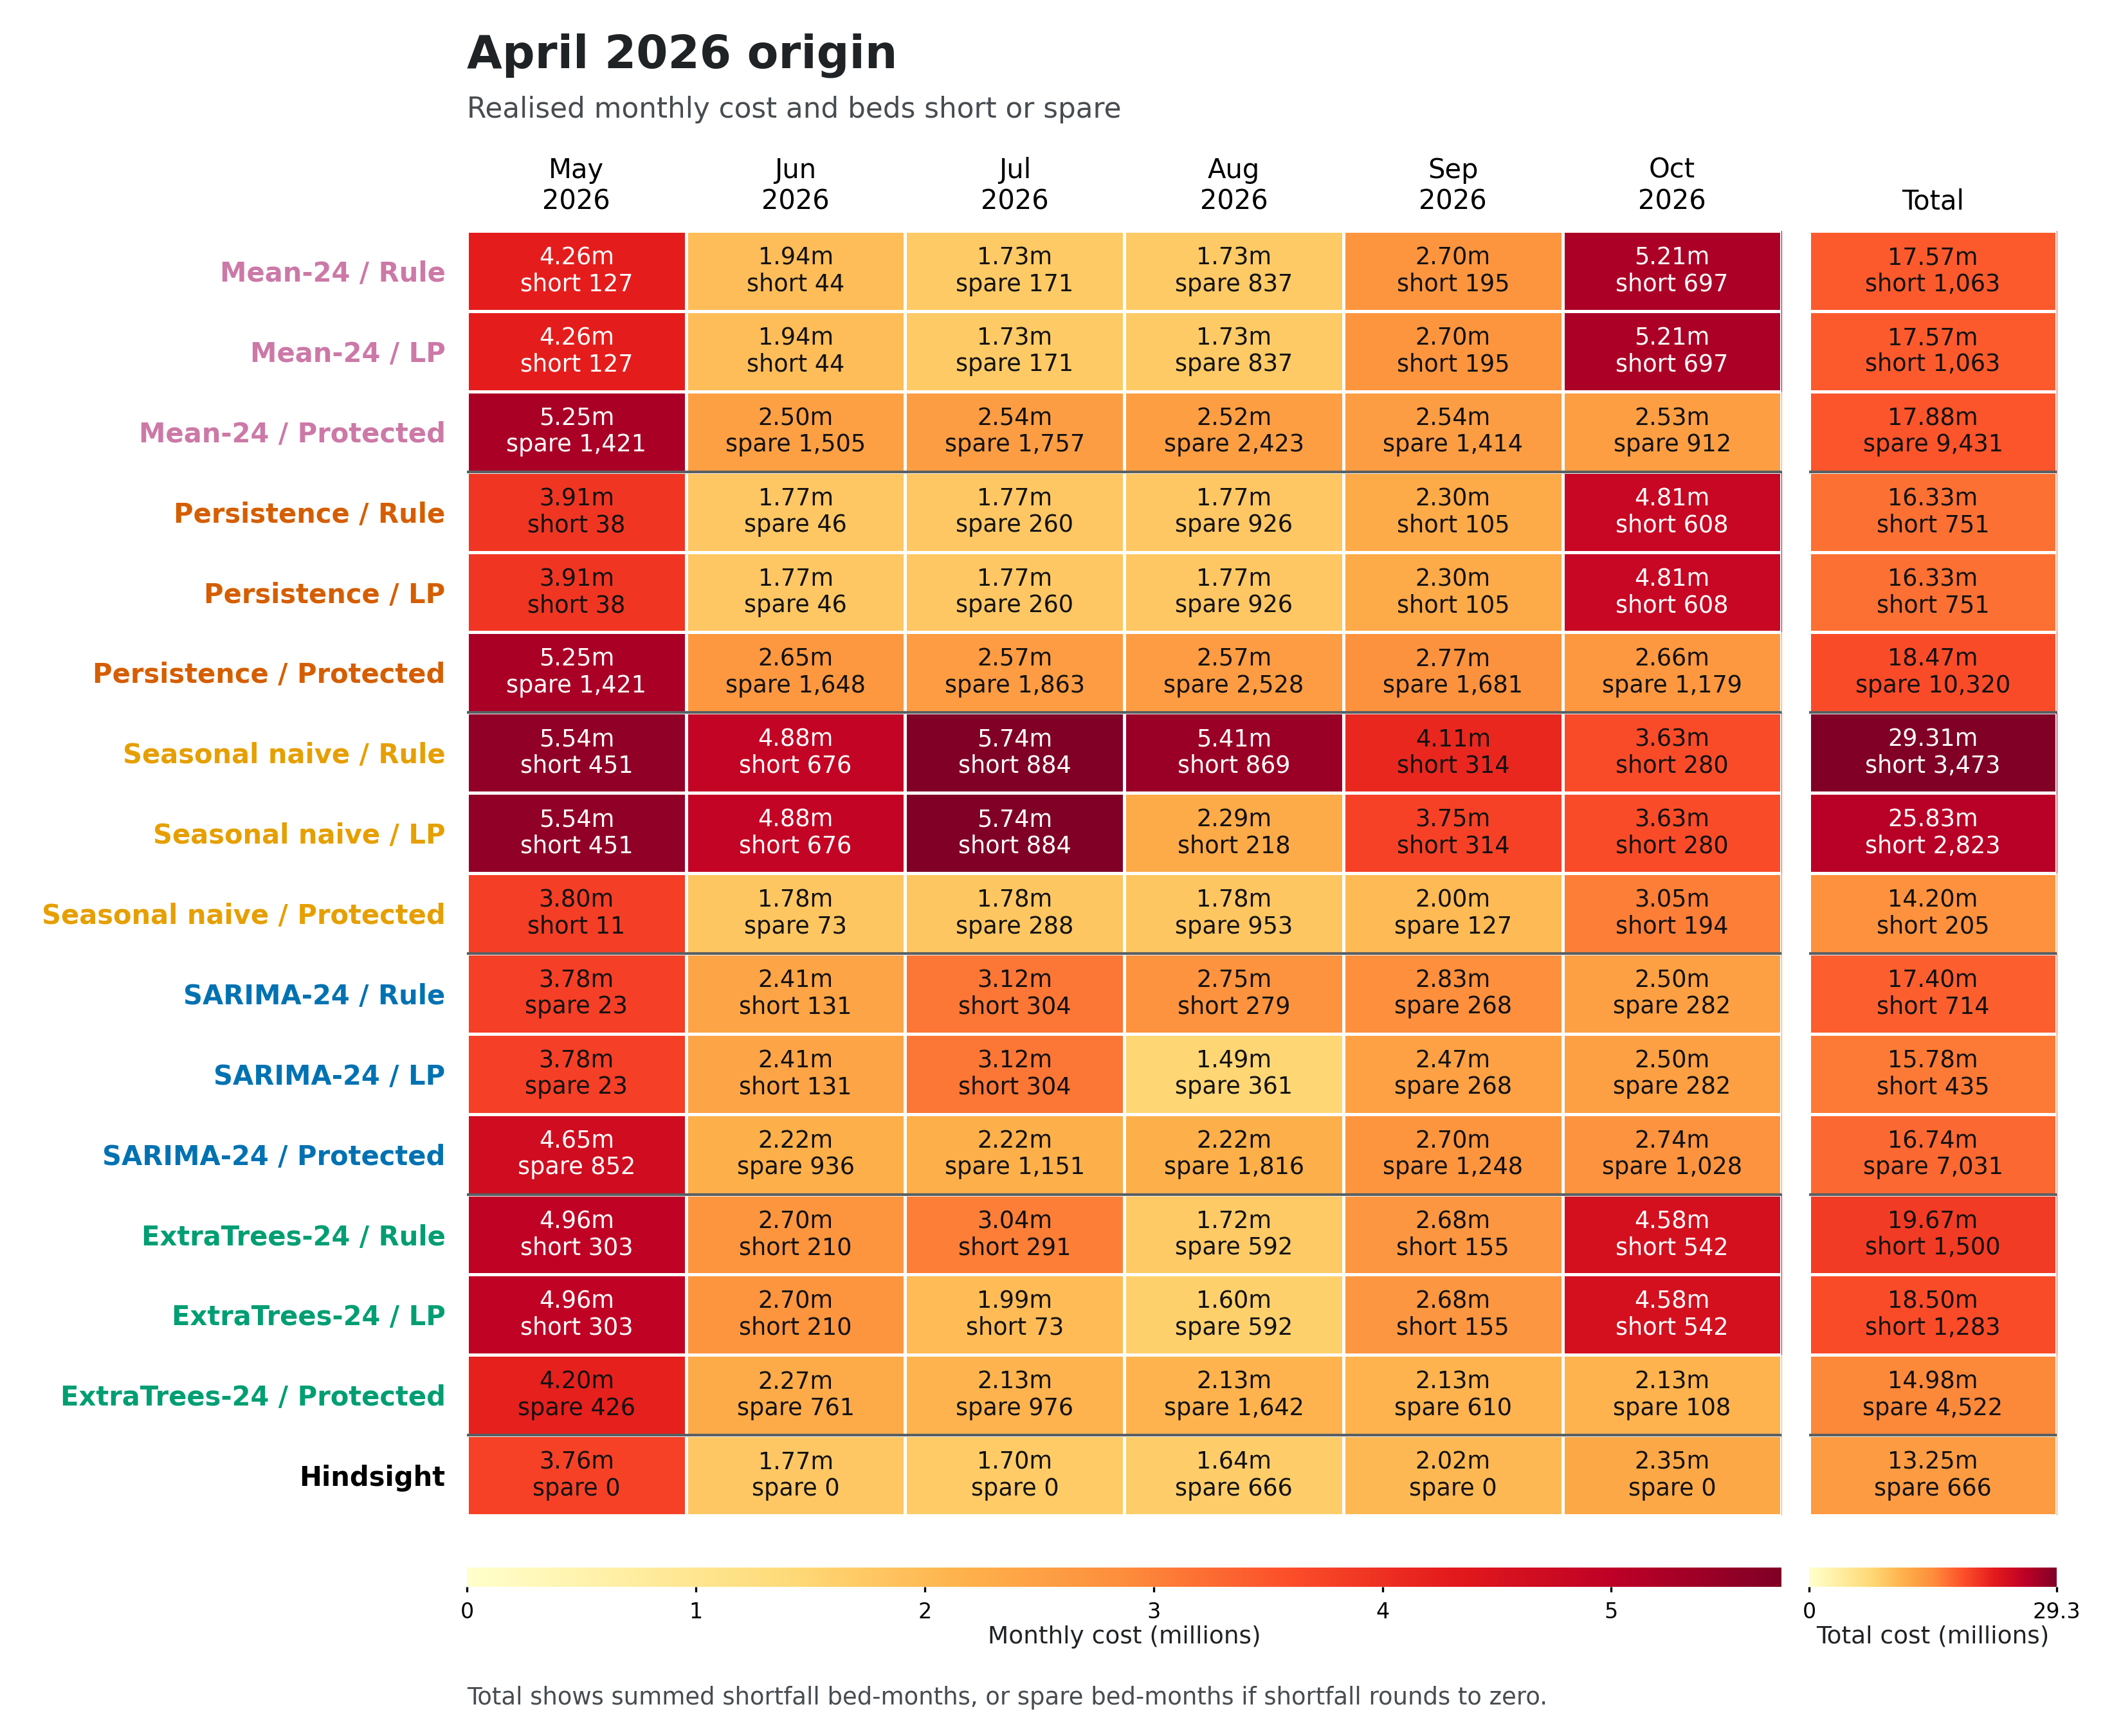 April 2026 origin
Realised monthly cost and beds short or spare
May Jun Jul Aug Sep Oct
2026 2026 2026 2026 2026 2026 Total
Mean-24 / Rule
4.26m 1.94m 1.73m 1.73m 2.70m 5.21m 17.57m
short 127 short 44 spare 171 spare 837 short 195 short 697 short 1,063
Mean-24 / LP
4.26m 1.94m 1.73m 1.73m 2.70m 5.21m 17.57m
short 127 short 44 spare 171 spare 837 short 195 short 697 short 1,063
Mean-24 / Protected
5.25m 2.50m 2.54m 2.52m 2.54m 2.53m 17.88m
spare 1,421 spare 1,505 spare 1,757 spare 2,423 spare 1,414 spare 912 spare 9,431
Persistence / Rule
3.91m 1.77m 1.77m 1.77m 2.30m 4.81m 16.33m
short 38 spare 46 spare 260 spare 926 short 105 short 608 short 751
Persistence / LP
3.91m 1.77m 1.77m 1.77m 2.30m 4.81m 16.33m
short 38 spare 46 spare 260 spare 926 short 105 short 608 short 751
Persistence / Protected
5.25m 2.65m 2.57m 2.57m 2.77m 2.66m 18.47m
spare 1,421 spare 1,648 spare 1,863 spare 2,528 spare 1,681 spare 1,179 spare 10,320
Seasonal naive / Rule
5.54m 4.88m 5.74m 5.41m 4.11m 3.63m 29.31m
short 451 short 676 short 884 short 869 short 314 short 280 short 3,473
Seasonal naive / LP
5.54m 4.88m 5.74m 2.29m 3.75m 3.63m 25.83m
short 451 short 676 short 884 short 218 short 314 short 280 short 2,823
Seasonal naive / Protected
3.80m 1.78m 1.78m 1.78m 2.00m 3.05m 14.20m
short 11 spare 73 spare 288 spare 953 spare 127 short 194 short 205
SARIMA-24 / Rule
3.78m 2.41m 3.12m 2.75m 2.83m 2.50m 17.40m
spare 23 short 131 short 304 short 279 spare 268 spare 282 short 714
SARIMA-24 / LP
3.78m 2.41m 3.12m 1.49m 2.47m 2.50m 15.78m
spare 23 short 131 short 304 spare 361 spare 268 spare 282 short 435
SARIMA-24 / Protected
4.65m 2.22m 2.22m 2.22m 2.70m 2.74m 16.74m
spare 852 spare 936 spare 1,151 spare 1,816 spare 1,248 spare 1,028 spare 7,031
ExtraTrees-24 / Rule
4.96m 2.70m 3.04m 1.72m 2.68m 4.58m 19.67m
short 303 short 210 short 291 spare 592 short 155 short 542 short 1,500
ExtraTrees-24 / LP
4.96m 2.70m 1.99m 1.60m 2.68m 4.58m 18.50m
short 303 short 210 short 73 spare 592 short 155 short 542 short 1,283
ExtraTrees-24 / Protected
4.20m 2.27m 2.13m 2.13m 2.13m 2.13m 14.98m
spare 426 spare 761 spare 976 spare 1,642 spare 610 spare 108 spare 4,522
Hindsight
3.76m 1.77m 1.70m 1.64m 2.02m 2.35m 13.25m
spare 0 spare 0 spare 0 spare 666 spare 0 spare 0 spare 666
0 1 2 3 4 5 0 29.3
Monthly cost (millions) Total cost (millions)
Total shows summed shortfall bed-months, or spare bed-months if shortfall rounds to zero.